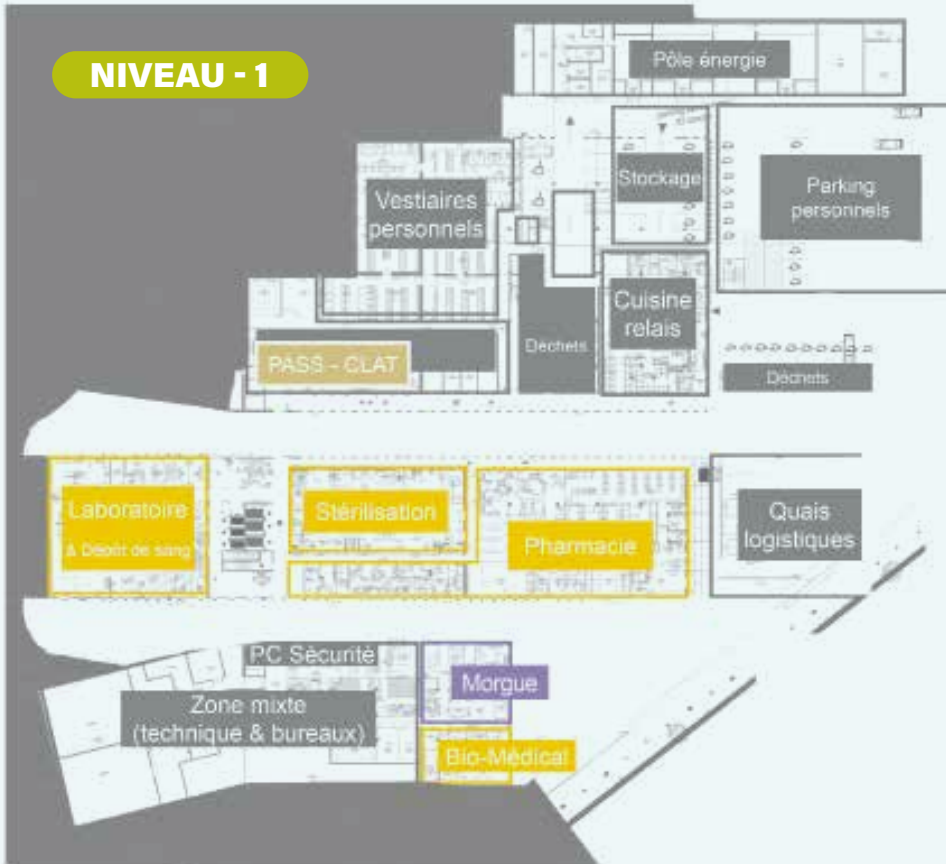 NIVEAU - 1
Pôle énergie
Stockage
Parking
personnels
Vestiaires
personnels
Cuisine
relais
Déchets
PASS - CLAT
Déchets
Laboratoire
& Dépôt de sang
Stérilisation
Pharmacie
Quais
logistiques
PC Sécurité
Morgue
Zone mixte
(technique & bureaux)
Bio-Médical